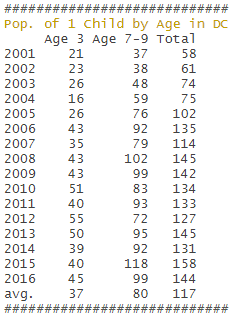 ############################
Pop. of 1 Child by Age in DC
Age 3 Age 7-9 Total
2001 21 37 58
2002 23 38 61
2003 26 48 74
2004 16 59 75
2005 26 76 102
2006 43 92 135
2007 35 79 114
2008 43 102 145
2009 43 99 142
2010 51 83 134
2011 40 93 133
2012 55 72 127
2013 50 95 145
2014 39 92 131
2015 40 118 158
2016 45 99 144
avg. 37 80 117
############################